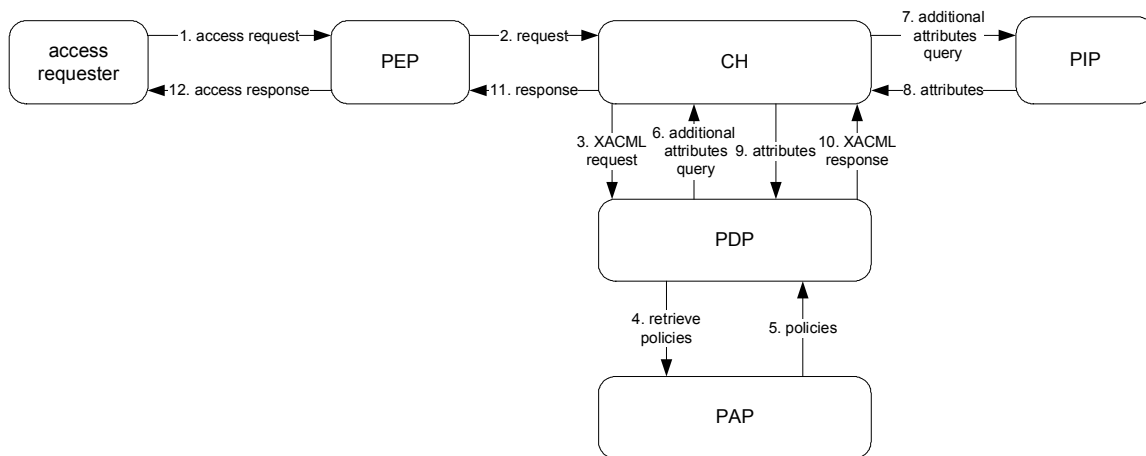 access
requester
1. access request
12. access response
PEP
2. request
11. response
CH
7. additional
attributes
query
8. attributes
PIP
3. XACML
request
6. additional
attributes
query
9. attributes
10. XACML
response
PDP
4. retrieve
policies
5. policies
PAP